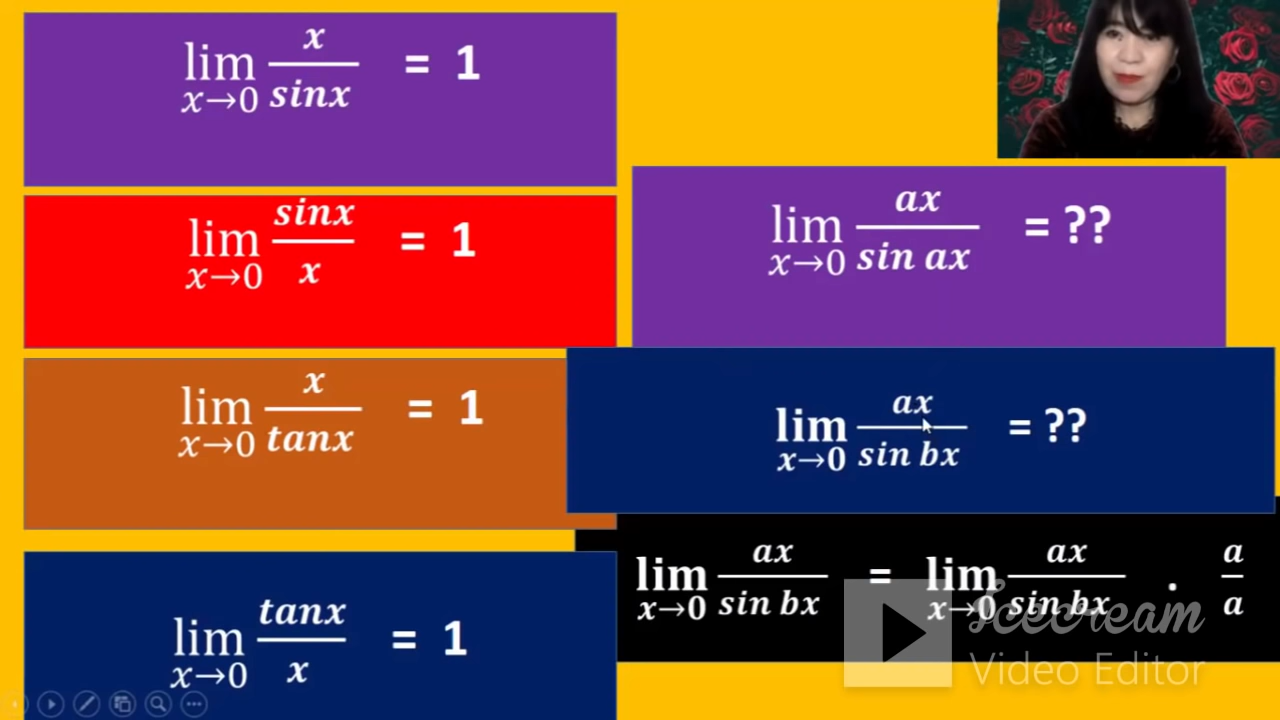 lim x→0 x/sinx = 1
lim x→0 sinx/x = 1
lim x→0 x/tanx = 1
lim x→0 tanx/x = 1
lim x→0 ax/sin ax = ??
lim x→0 ax/sin bx = ??
lim x→0 ax/sin bx = lim x→0 ax/sin bx . a/a
Icecream
Video Editor